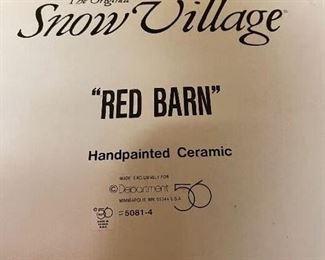 The Original
Snow Village®
"RED BARN"
Handpainted Ceramic
MADE EXCLUSIVELY FOR
© Department 56
MINNEAPOLIS, MN 55344 U.S.A.
#5081-4